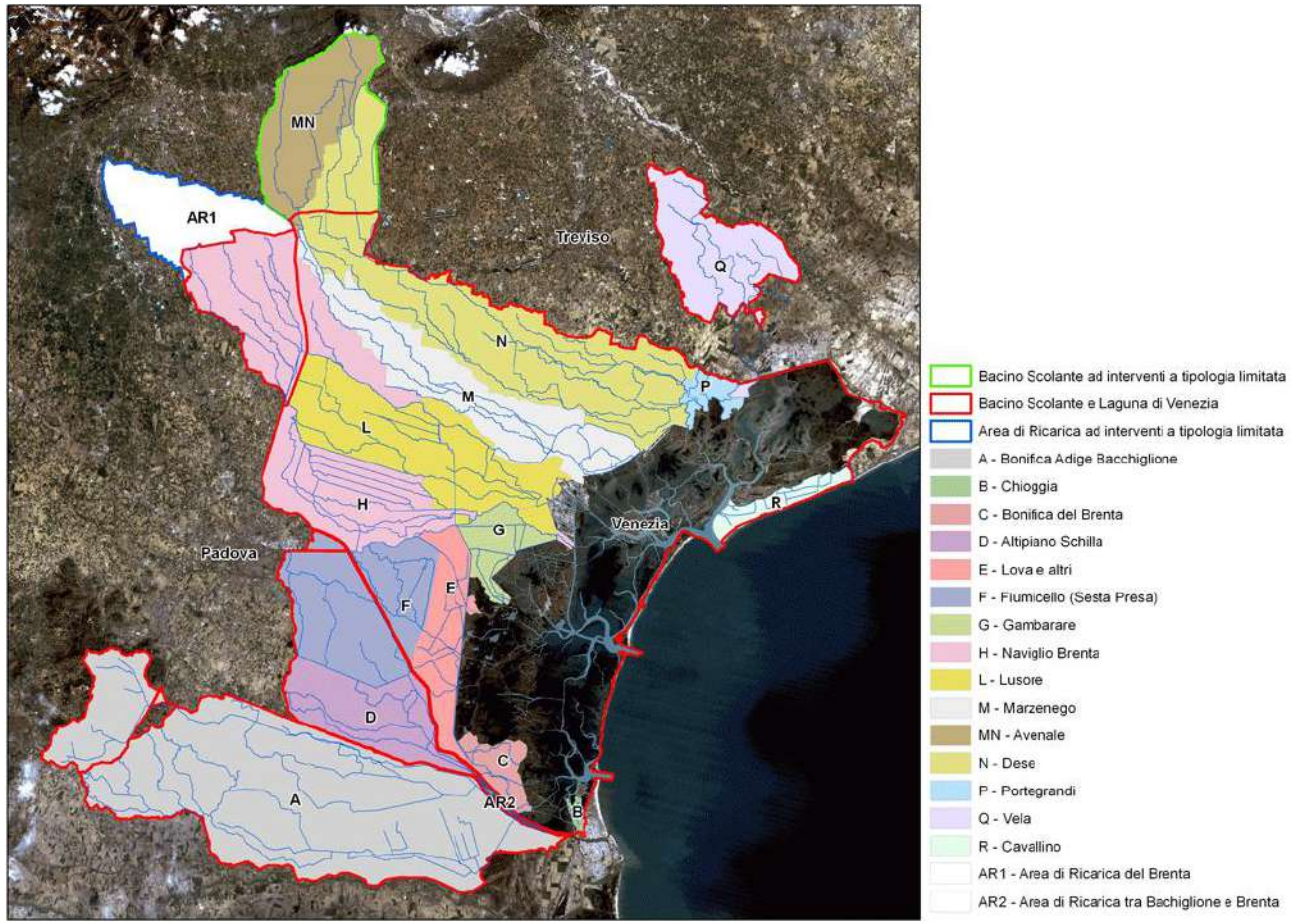 MN
AR1
Treviso
Q
N
P
M
L
R
H
Venezia
G
Padova
E
F
D
C
A
AR2
B
Bacino Scolante ad interventi a tipologia limitata
Bacino Scolante e Laguna di Venezia
Area di Ricarica ad interventi a tipologia limitata
A - Bonifica Adige Bacchiglione
B - Chioggia
C - Bonifica del Brenta
D - Altipiano Schilla
E - Lova e altri
F - Fiumicello (Sesta Presa)
G - Gambarare
H - Naviglio Brenta
L - Lusore
M - Marzenego
MN - Avenale
N - Dese
P - Portegrandi
Q - Vela
R - Cavallino
AR1 - Area di Ricarica del Brenta
AR2 - Area di Ricarica tra Bachiglione e Brenta